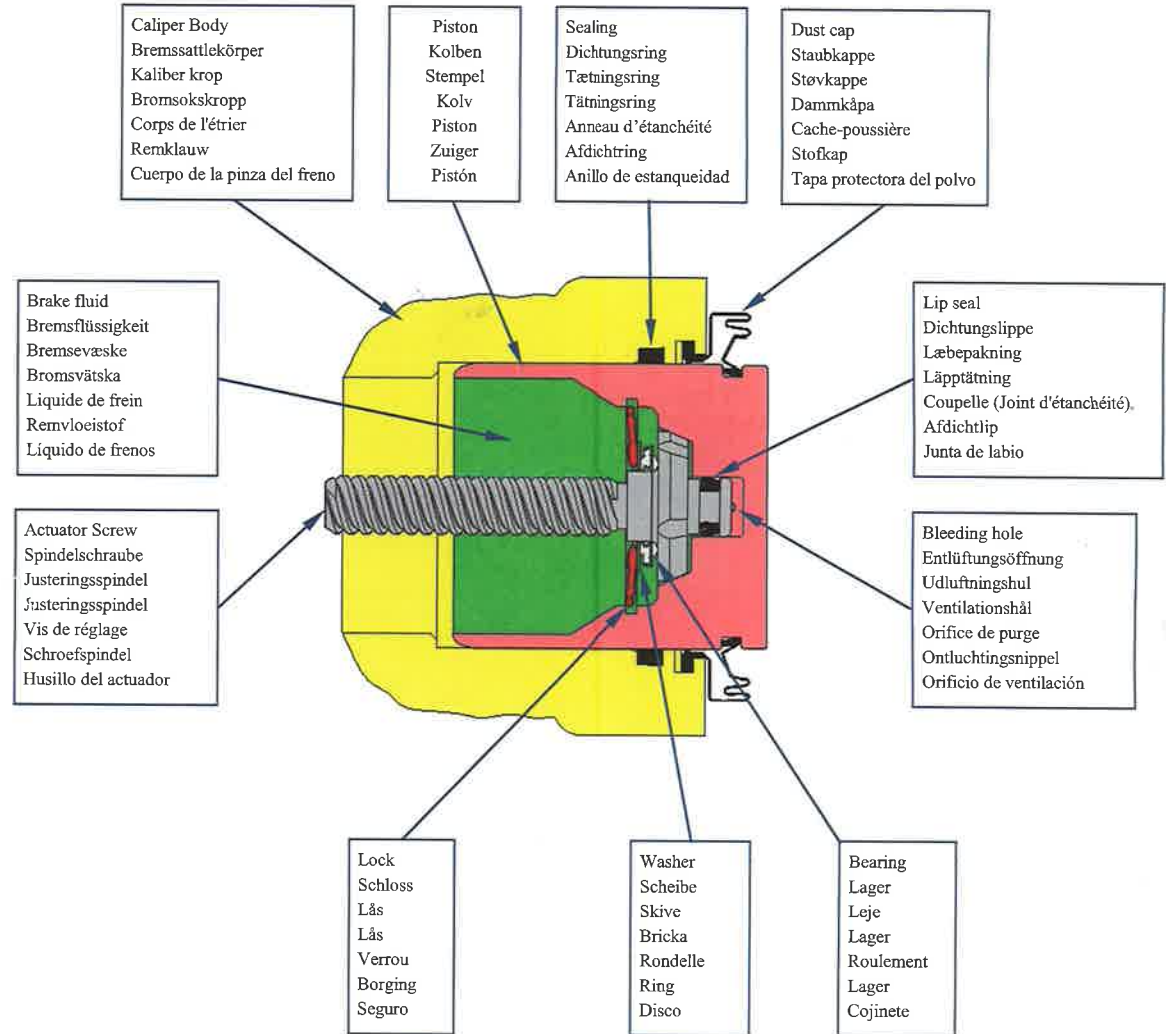 Caliper Body
Bremssattlekörper
Kaliber krop
Bromsokskropp
Corps de l'étrier
Remklauw
Cuerpo de la pinza del freno
Piston
Kolben
Stempel
Kolv
Piston
Zuiger
Pistón
Sealing
Dichtungsring
Tætningsring
Tätningsring
Anneau d'étanchéité
Afdichtring
Anillo de estanqueidad
Dust cap
Staubkappe
Støvkappe
Dammkåpa
Cache-poussière
Stofkap
Tapa protectora del polvo
Brake fluid
Bremsflüssigkeit
Bremsevæske
Bromsvätska
Liquide de frein
Remvloeistof
Líquido de frenos
Lip seal
Dichtungslippe
Læbepakning
Läpptätning
Coupelle (Joint d'étanchéité).
Afdichtlip
Junta de labio
Actuator Screw
Spindelschraube
Justeringsspindel
Justeringsspindel
Vis de réglage
Schroefspindel
Husillo del actuador
Bleeding hole
Entlüftungsöffnung
Udluftningshul
Ventilationshål
Orifice de purge
Ontluchtingsnippel
Orificio de ventilación
Lock
Schloss
Lås
Lås
Verrou
Borging
Seguro
Washer
Scheibe
Skive
Bricka
Rondelle
Ring
Disco
Bearing
Lager
Leje
Lager
Roulement
Lager
Cojinete